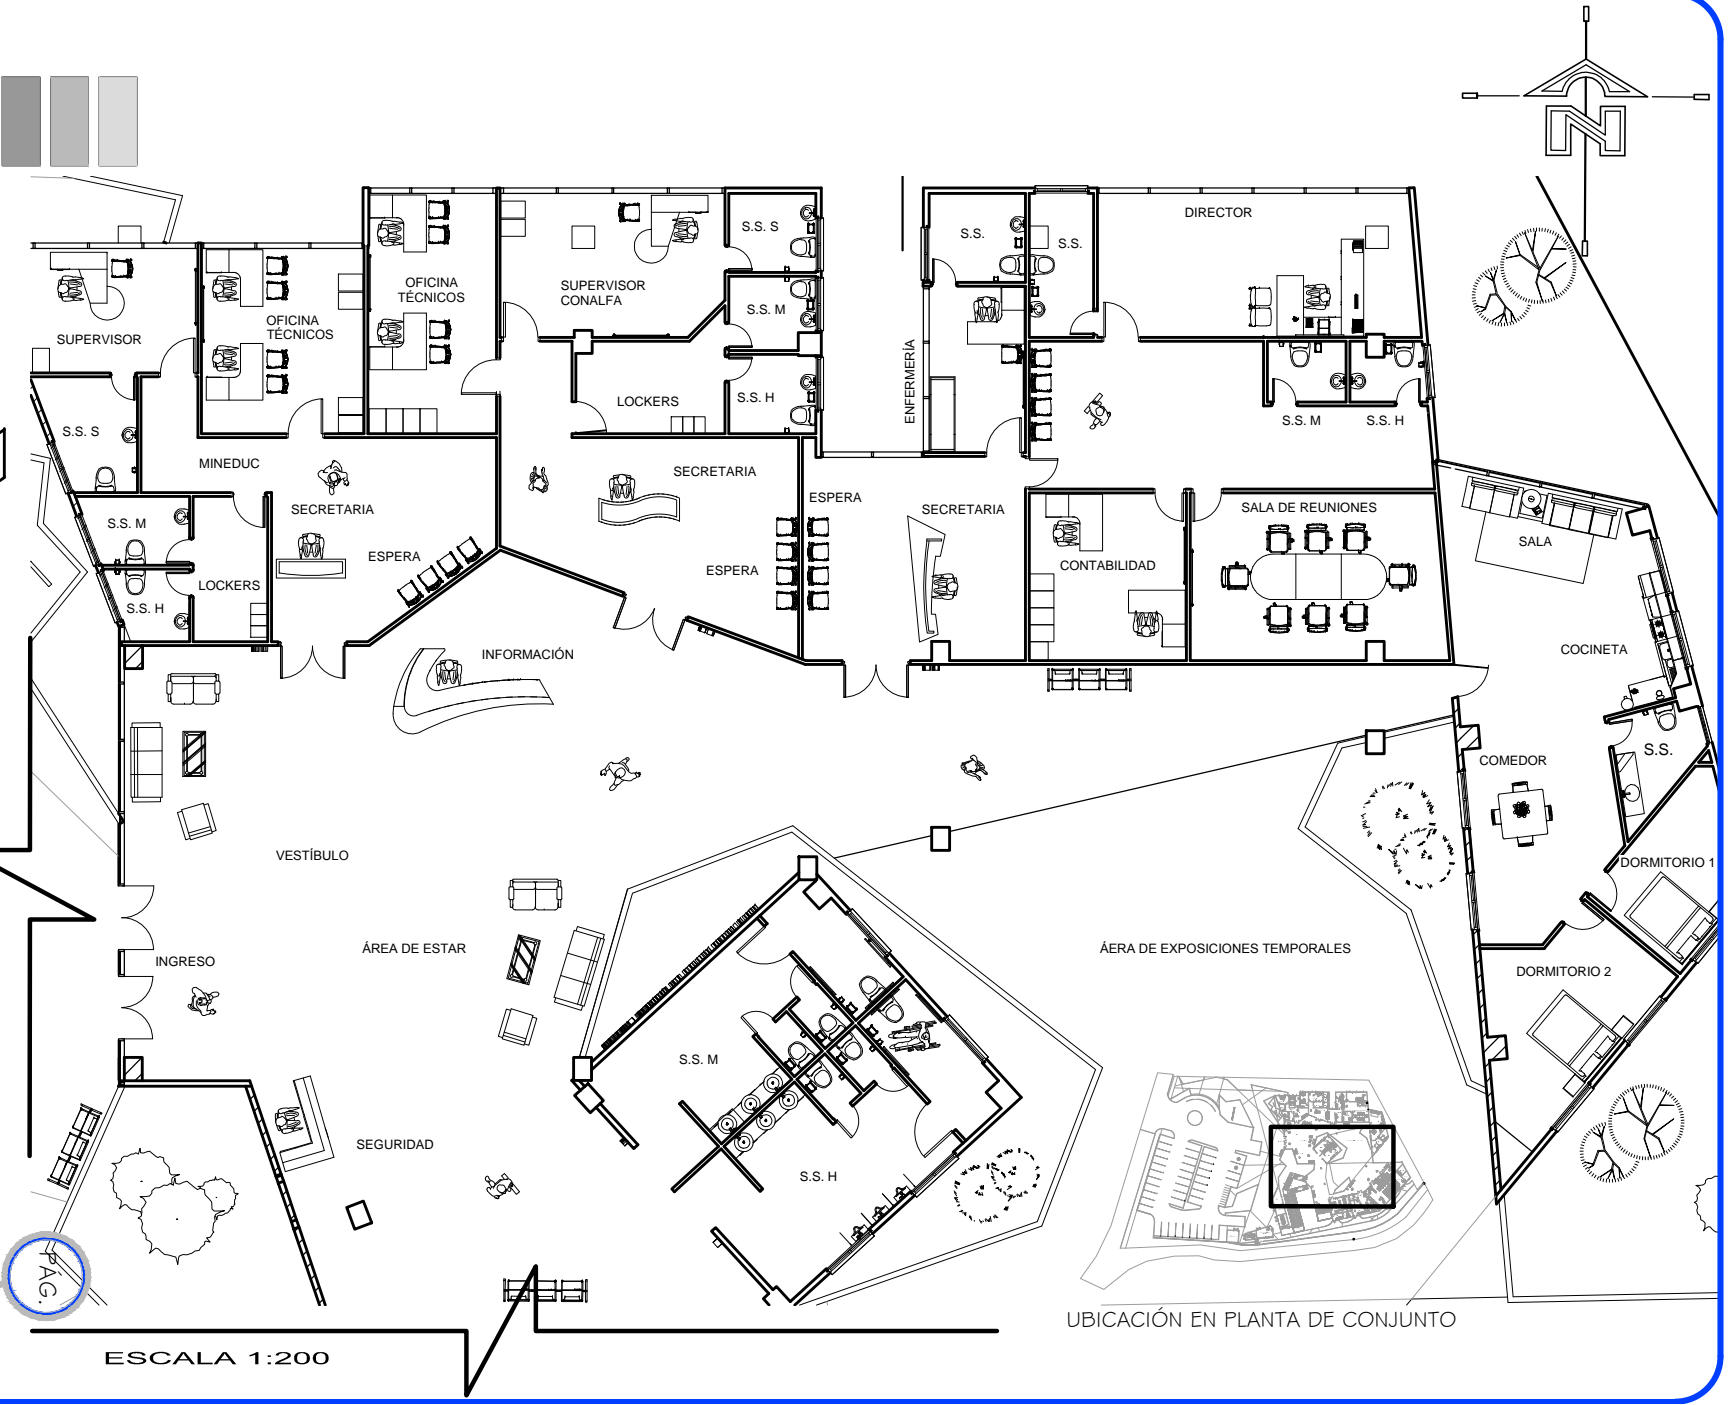 N
DIRECTOR
S.S. S
S.S.
S.S.
OFICINA
TÉCNICOS
SUPERVISOR
CONALFA
S.S. M
OFICINA
TÉCNICOS
SUPERVISOR
ENFERMERÍA
LOCKERS
S.S. H
S.S. M
S.S. H
S.S. S
MINEDUC
SECRETARIA
ESPERA
SECRETARIA
SECRETARIA
SALA DE REUNIONES
S.S. M
SALA
ESPERA
CONTABILIDAD
ESPERA
LOCKERS
S.S. H
INFORMACIÓN
COCINETA
S.S.
COMEDOR
VESTÍBULO
DORMITORIO 1
ÁREA DE ESTAR
ÁERA DE EXPOSICIONES TEMPORALES
INGRESO
DORMITORIO 2
S.S. M
SEGURIDAD
S.S. H
PÁG.
UBICACIÓN EN PLANTA DE CONJUNTO
ESCALA 1:200